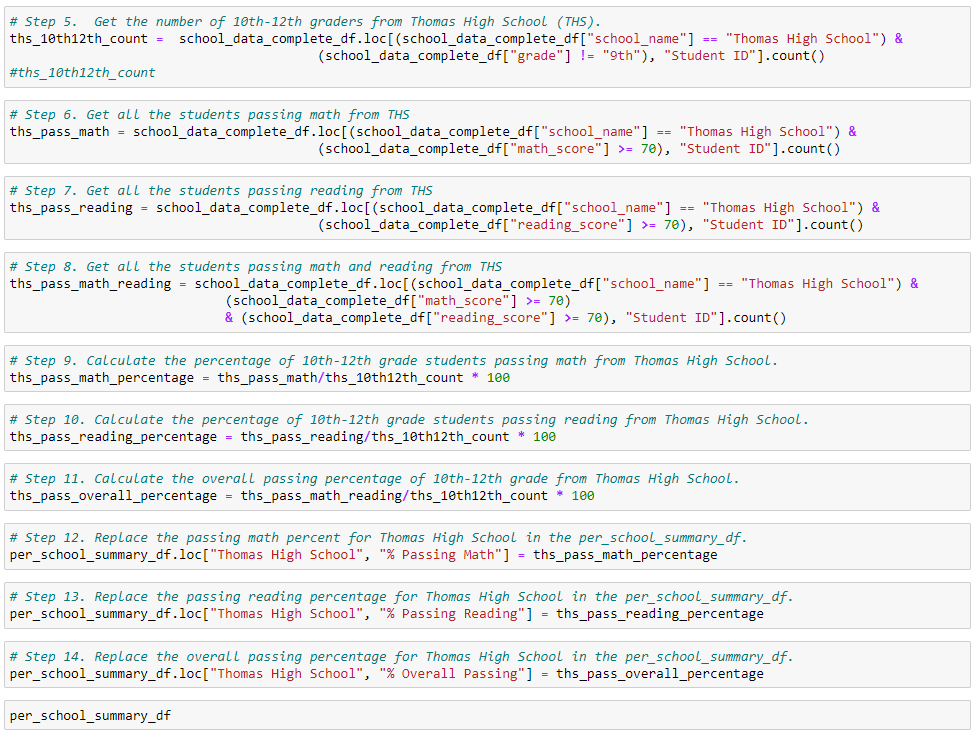 # Step 5.  Get the number of 10th-12th graders from Thomas High School (THS).
ths_10th12th_count =  school_data_complete_df.loc[(school_data_complete_df["school_name"] == "Thomas High School") &
(school_data_complete_df["grade"] != "9th"), "Student ID"].count()
#ths_10th12th_count
# Step 6. Get all the students passing math from THS
ths_pass_math = school_data_complete_df.loc[(school_data_complete_df["school_name"] == "Thomas High School") &
(school_data_complete_df["math_score"] >= 70), "Student ID"].count()
# Step 7. Get all the students passing reading from THS
ths_pass_reading = school_data_complete_df.loc[(school_data_complete_df["school_name"] == "Thomas High School") &
(school_data_complete_df["reading_score"] >= 70), "Student ID"].count()
# Step 8. Get all the students passing math and reading from THS
ths_pass_math_reading = school_data_complete_df.loc[(school_data_complete_df["school_name"] == "Thomas High School") &
(school_data_complete_df["math_score"] >= 70)
& (school_data_complete_df["reading_score"] >= 70), "Student ID"].count()
# Step 9. Calculate the percentage of 10th-12th grade students passing math from Thomas High School.
ths_pass_math_percentage = ths_pass_math/ths_10th12th_count * 100
# Step 10. Calculate the percentage of 10th-12th grade students passing reading from Thomas High School.
ths_pass_reading_percentage = ths_pass_reading/ths_10th12th_count * 100
# Step 11. Calculate the overall passing percentage of 10th-12th grade from Thomas High School.
ths_pass_overall_percentage = ths_pass_math_reading/ths_10th12th_count * 100
# Step 12. Replace the passing math percent for Thomas High School in the per_school_summary_df.
per_school_summary_df.loc["Thomas High School", "% Passing Math"] = ths_pass_math_percentage
# Step 13. Replace the passing reading percentage for Thomas High School in the per_school_summary_df.
per_school_summary_df.loc["Thomas High School", "% Passing Reading"] = ths_pass_reading_percentage
# Step 14. Replace the overall passing percentage for Thomas High School in the per_school_summary_df.
per_school_summary_df.loc["Thomas High School", "% Overall Passing"] = ths_pass_overall_percentage
per_school_summary_df